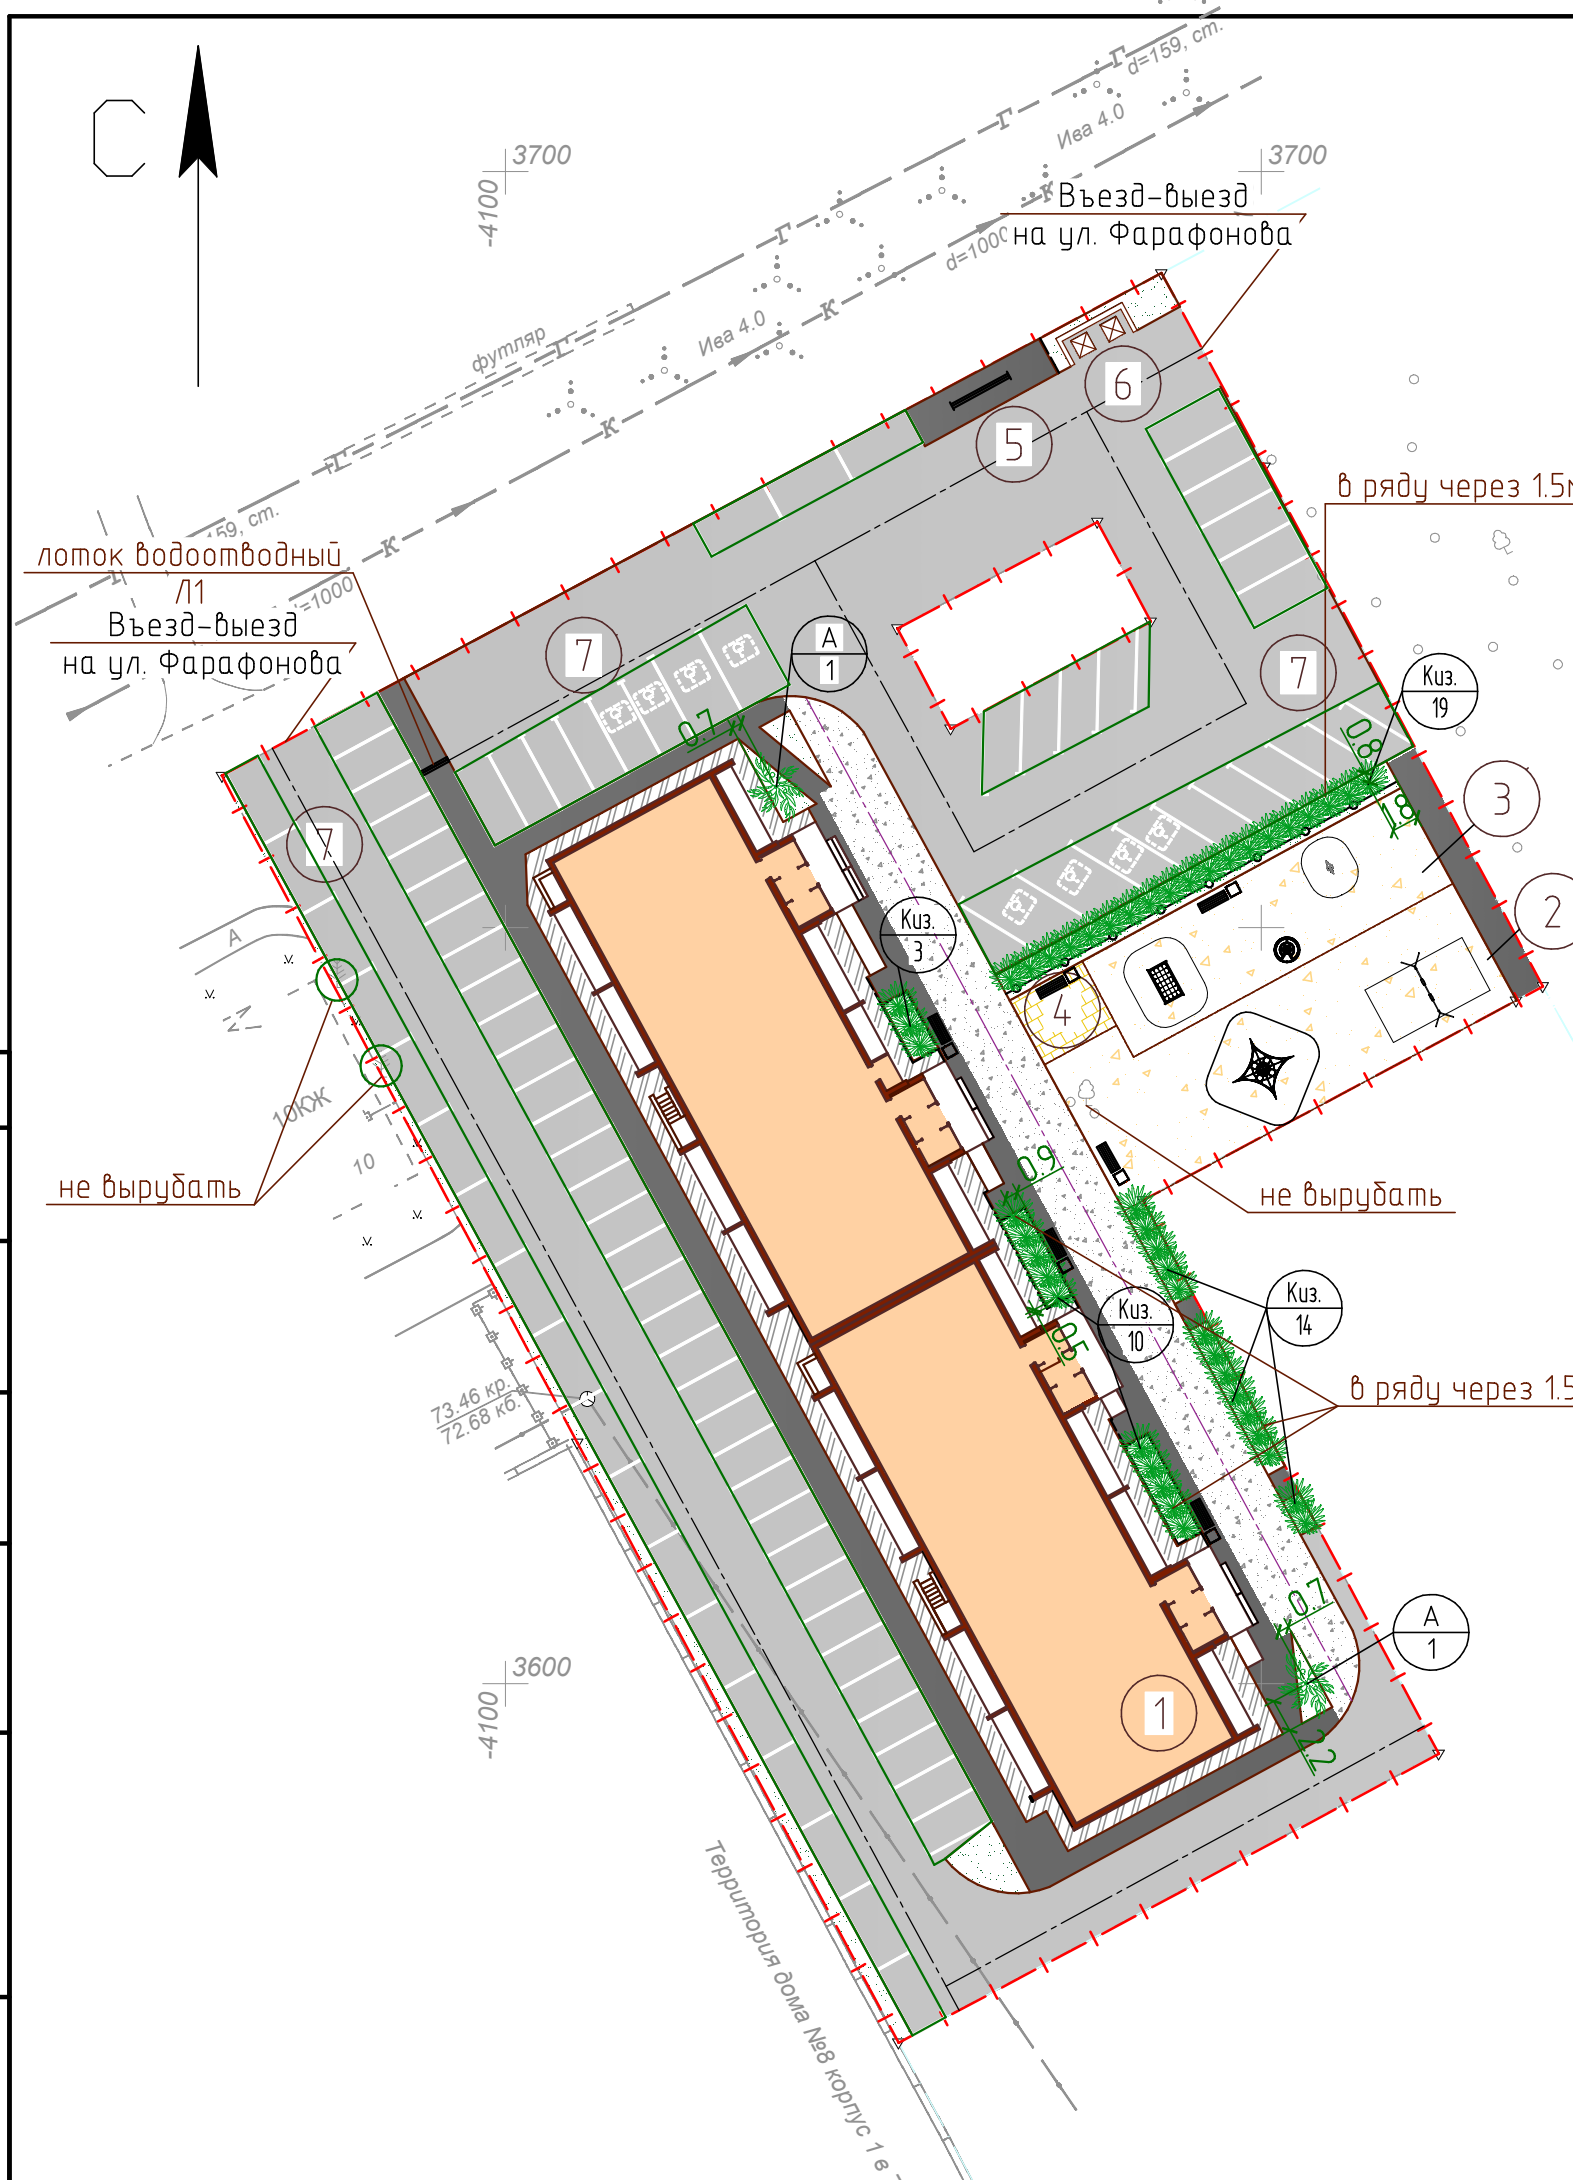 d=159, ст.
Г
Г
Ива 4.0
С
3700
-4100
3700
К
Въезд-выезд
на ул. Фарафонова
d=1000
Г
К
Ива 4.0
футляр
Г
6
5
К
Г
в ряду через 1.5
159, ст.
К
лоток водоотводный
Л1
Г
=1000
Въезд-выезд
на ул. Фарафонова
7
А
1
7
Киз.
19
0.7
0.8
1.8
3
7
2
А
Киз.
3
4
10КЖ
10
0.9
не вырубать
не вырубать
Киз.
14
Киз.
10
0.5
73.46 кр.
72.68 кб.
в ряду через 1.5
0.7
А
1
3600
-4100
1
2.2
Территория дома №8 корпус 1 в